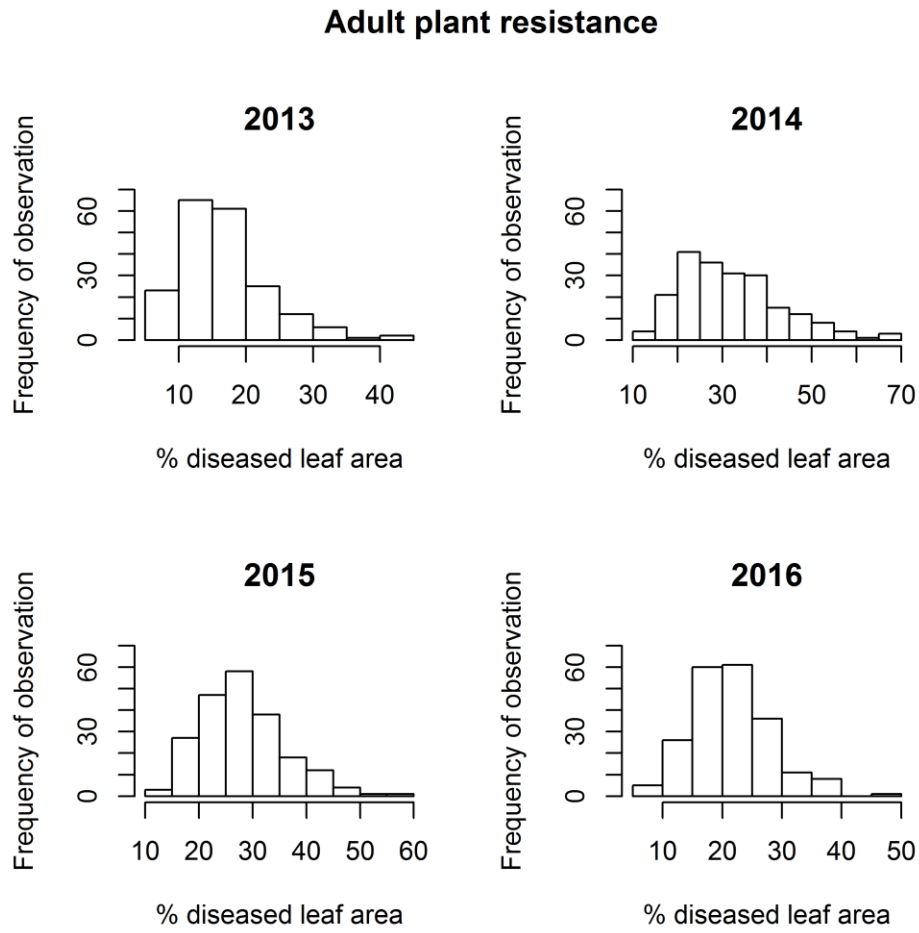 Adult plant resistance
2013
Frequency of observation
0 30 60
10 20 30 40
% diseased leaf area
2014
Frequency of observation
0 30 60
10 30 50 70
% diseased leaf area
2015
Frequency of observation
0 30 60
10 20 30 40 50 60
% diseased leaf area
2016
Frequency of observation
0 30 60
10 20 30 40 50
% diseased leaf area